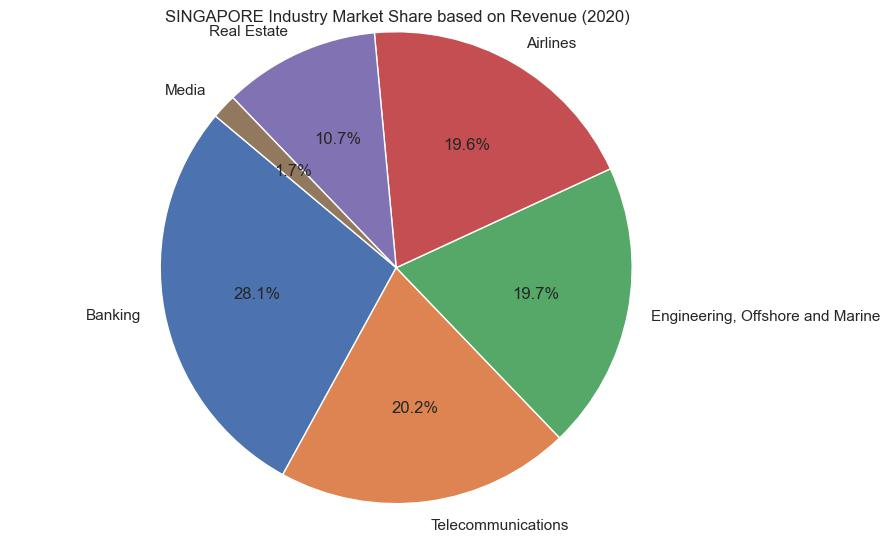 SINGAPORE Industry Market Share based on Revenue (2020)
Real Estate
Airlines
Media
10.7%
19.6%
1.7%
28.1%
19.7%
Banking
Engineering, Offshore and Marine
20.2%
Telecommunications